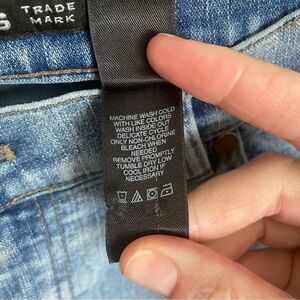 S TRADE
MARK
MACHINE WASH COLD
WITH LIKE COLORS
WASH INSIDE OUT
DELICATE CYCLE
ONLY NON-CHLORINE
BLEACH WHEN
NEEDED
REMOVE PROMPTLY
TUMBLE DRY LOW
COOL IRON IF
NECESSARY